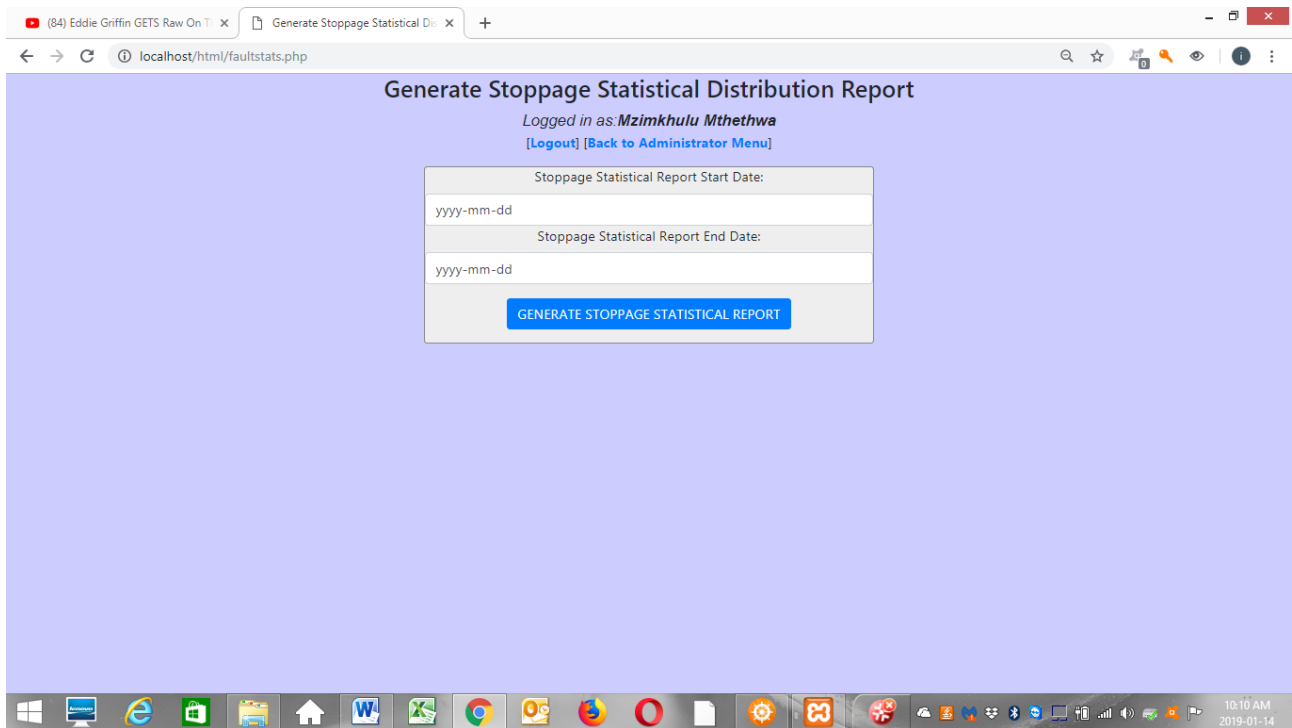 (84) Eddie Griffin GETS Raw On T
Generate Stoppage Statistical Dis
localhost/html/faultstats.php
0
i
Generate Stoppage Statistical Distribution Report
Logged in as:Mzimkhulu Mthethwa
[Logout] [Back to Administrator Menu]
Stoppage Statistical Report Start Date:
yyyy-mm-dd
Stoppage Statistical Report End Date:
yyyy-mm-dd
GENERATE STOPPAGE STATISTICAL REPORT
10:10 AM
2019-01-14